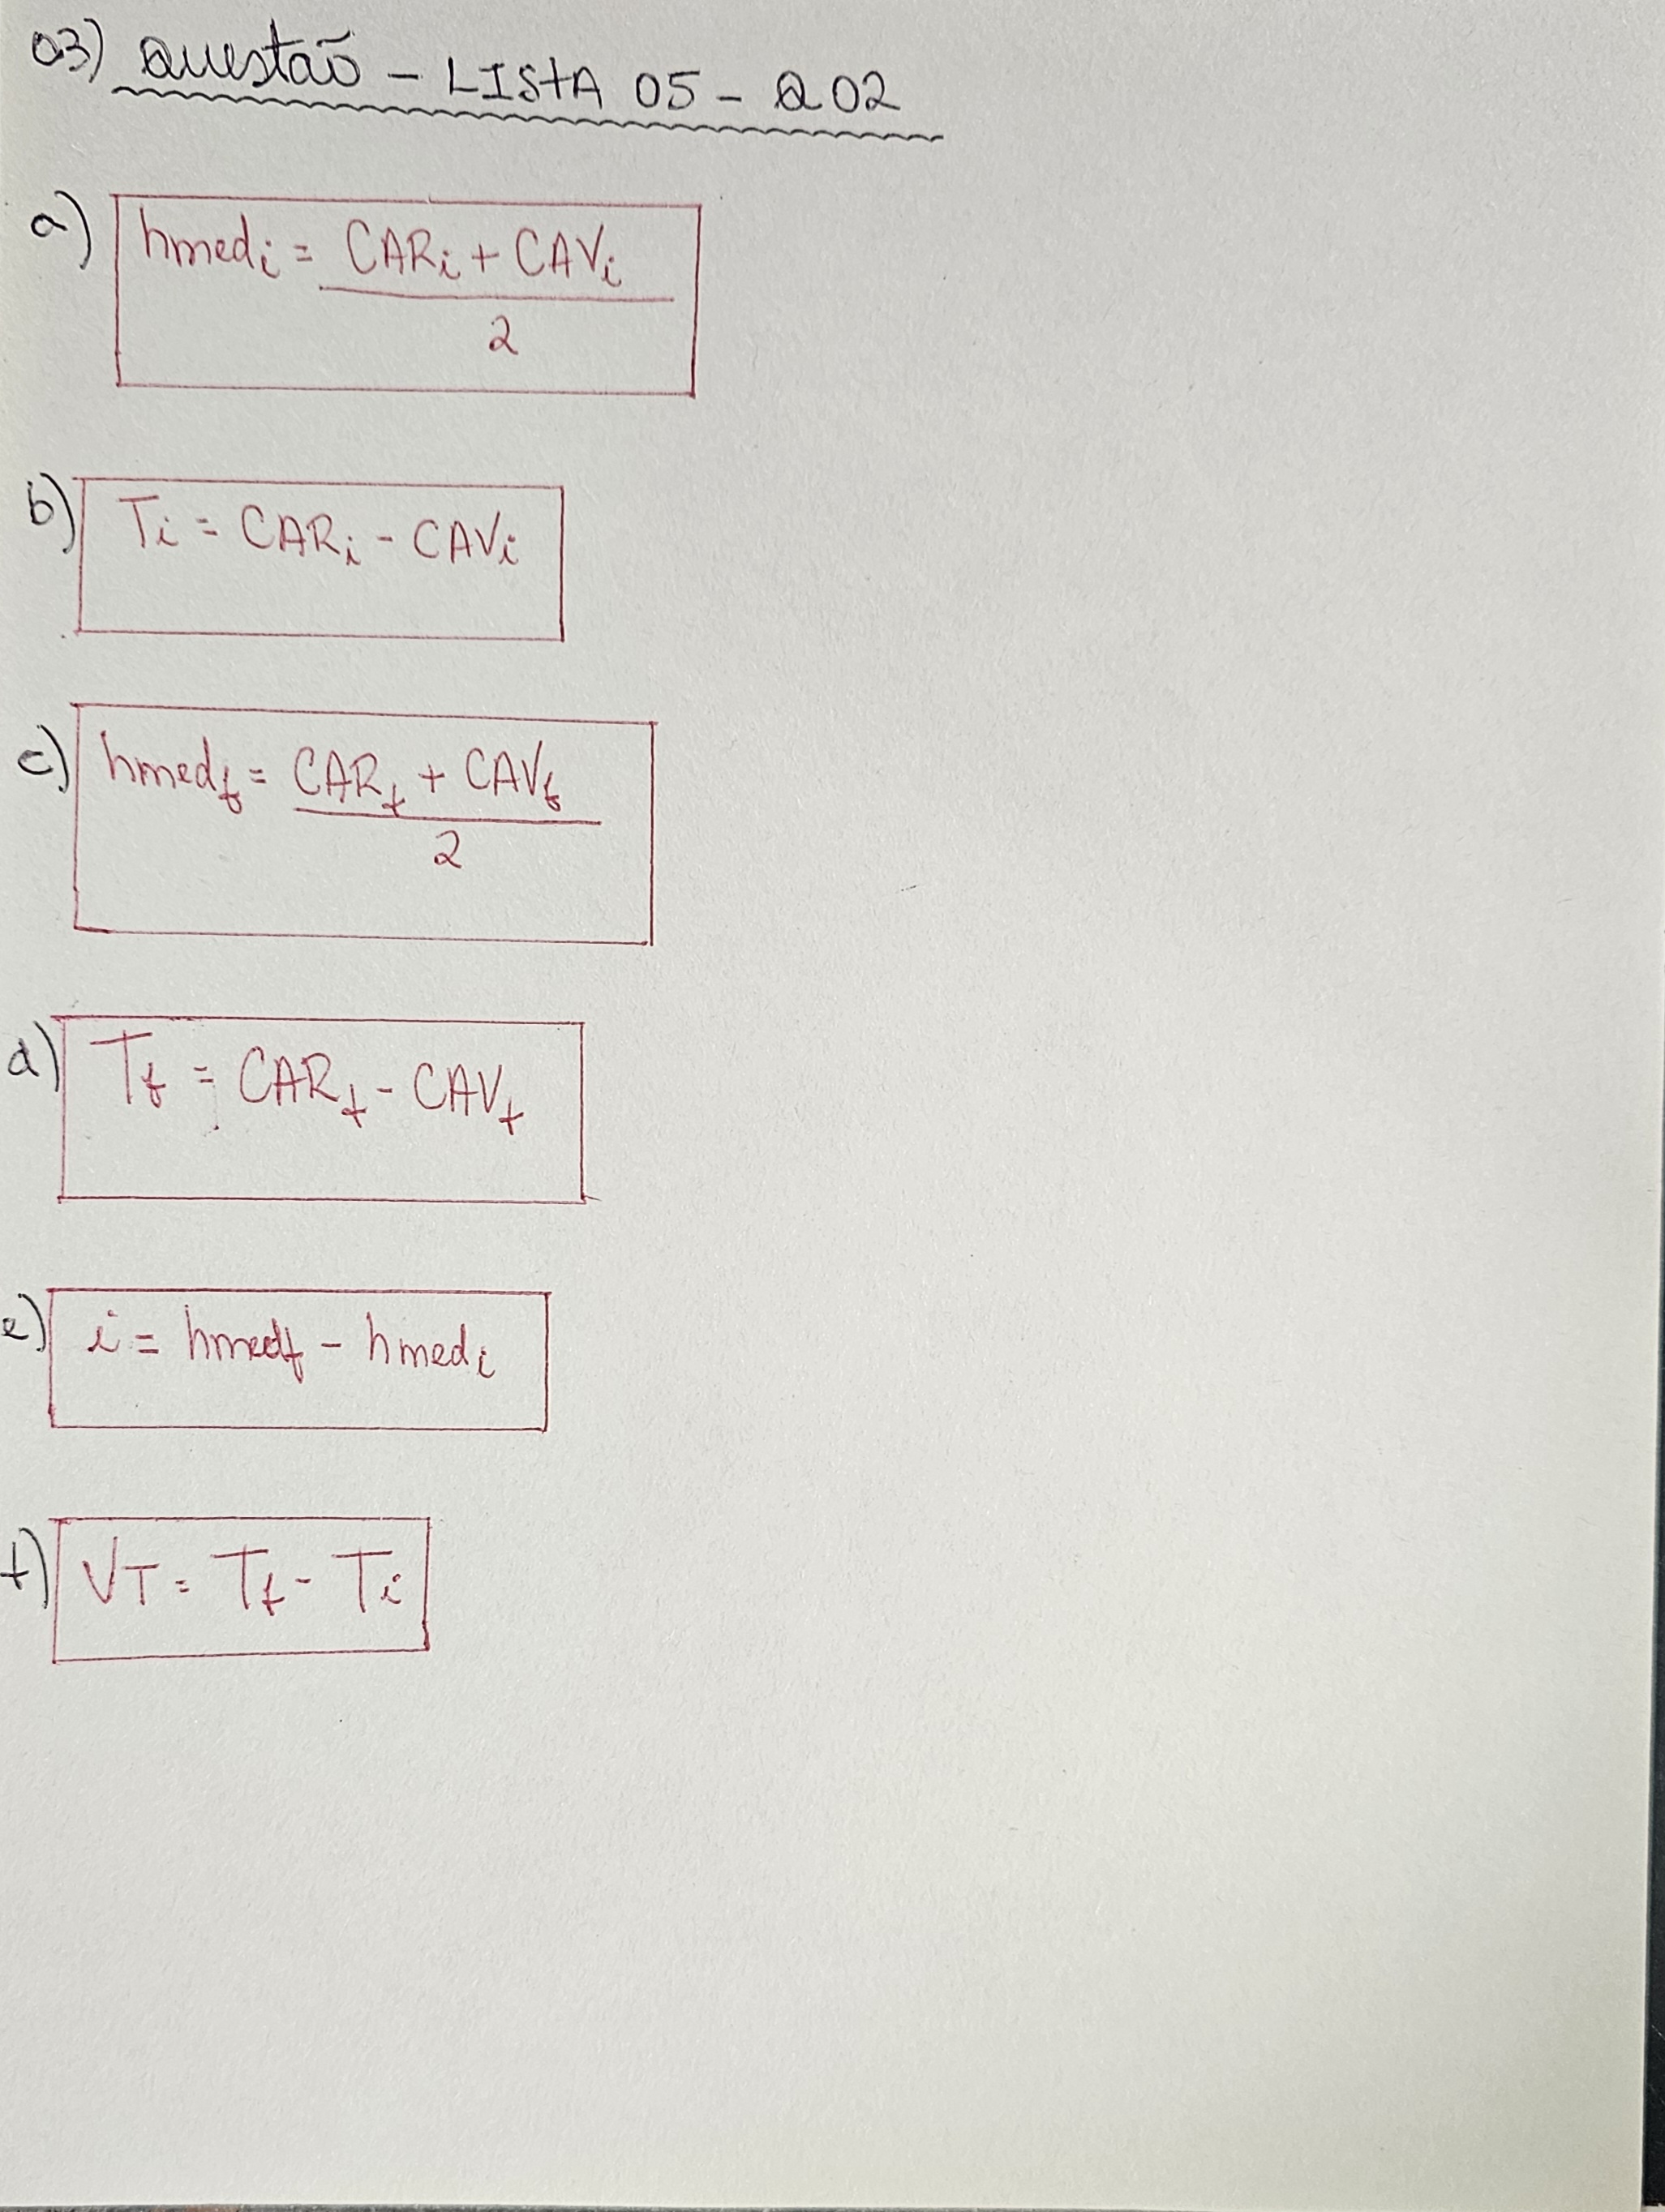 03) Questão - LISTA 05 - Q02
a) hmedi = CARi + CAVi
2
b) Ti = CARi - CAVi
c) hmedf = CARf + CAVf
2
d) Tf = CARf - CAVf
e) i = hmedf - hmedi
f) VT = Tf - Ti